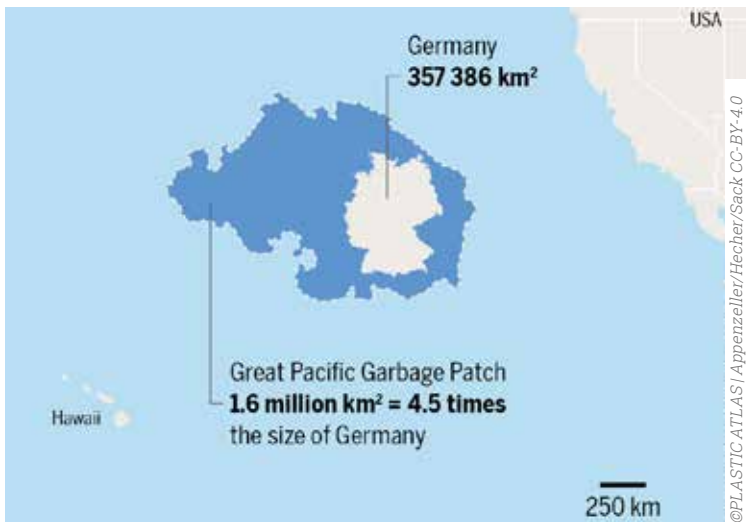 USA
Germany
357 386 km²
Great Pacific Garbage Patch
1.6 million km² = 4.5 times
the size of Germany
Hawaii
250 km
©PLASTIC ATLAS | Appenzeller/Hecher/Sack CC-BY-4.0